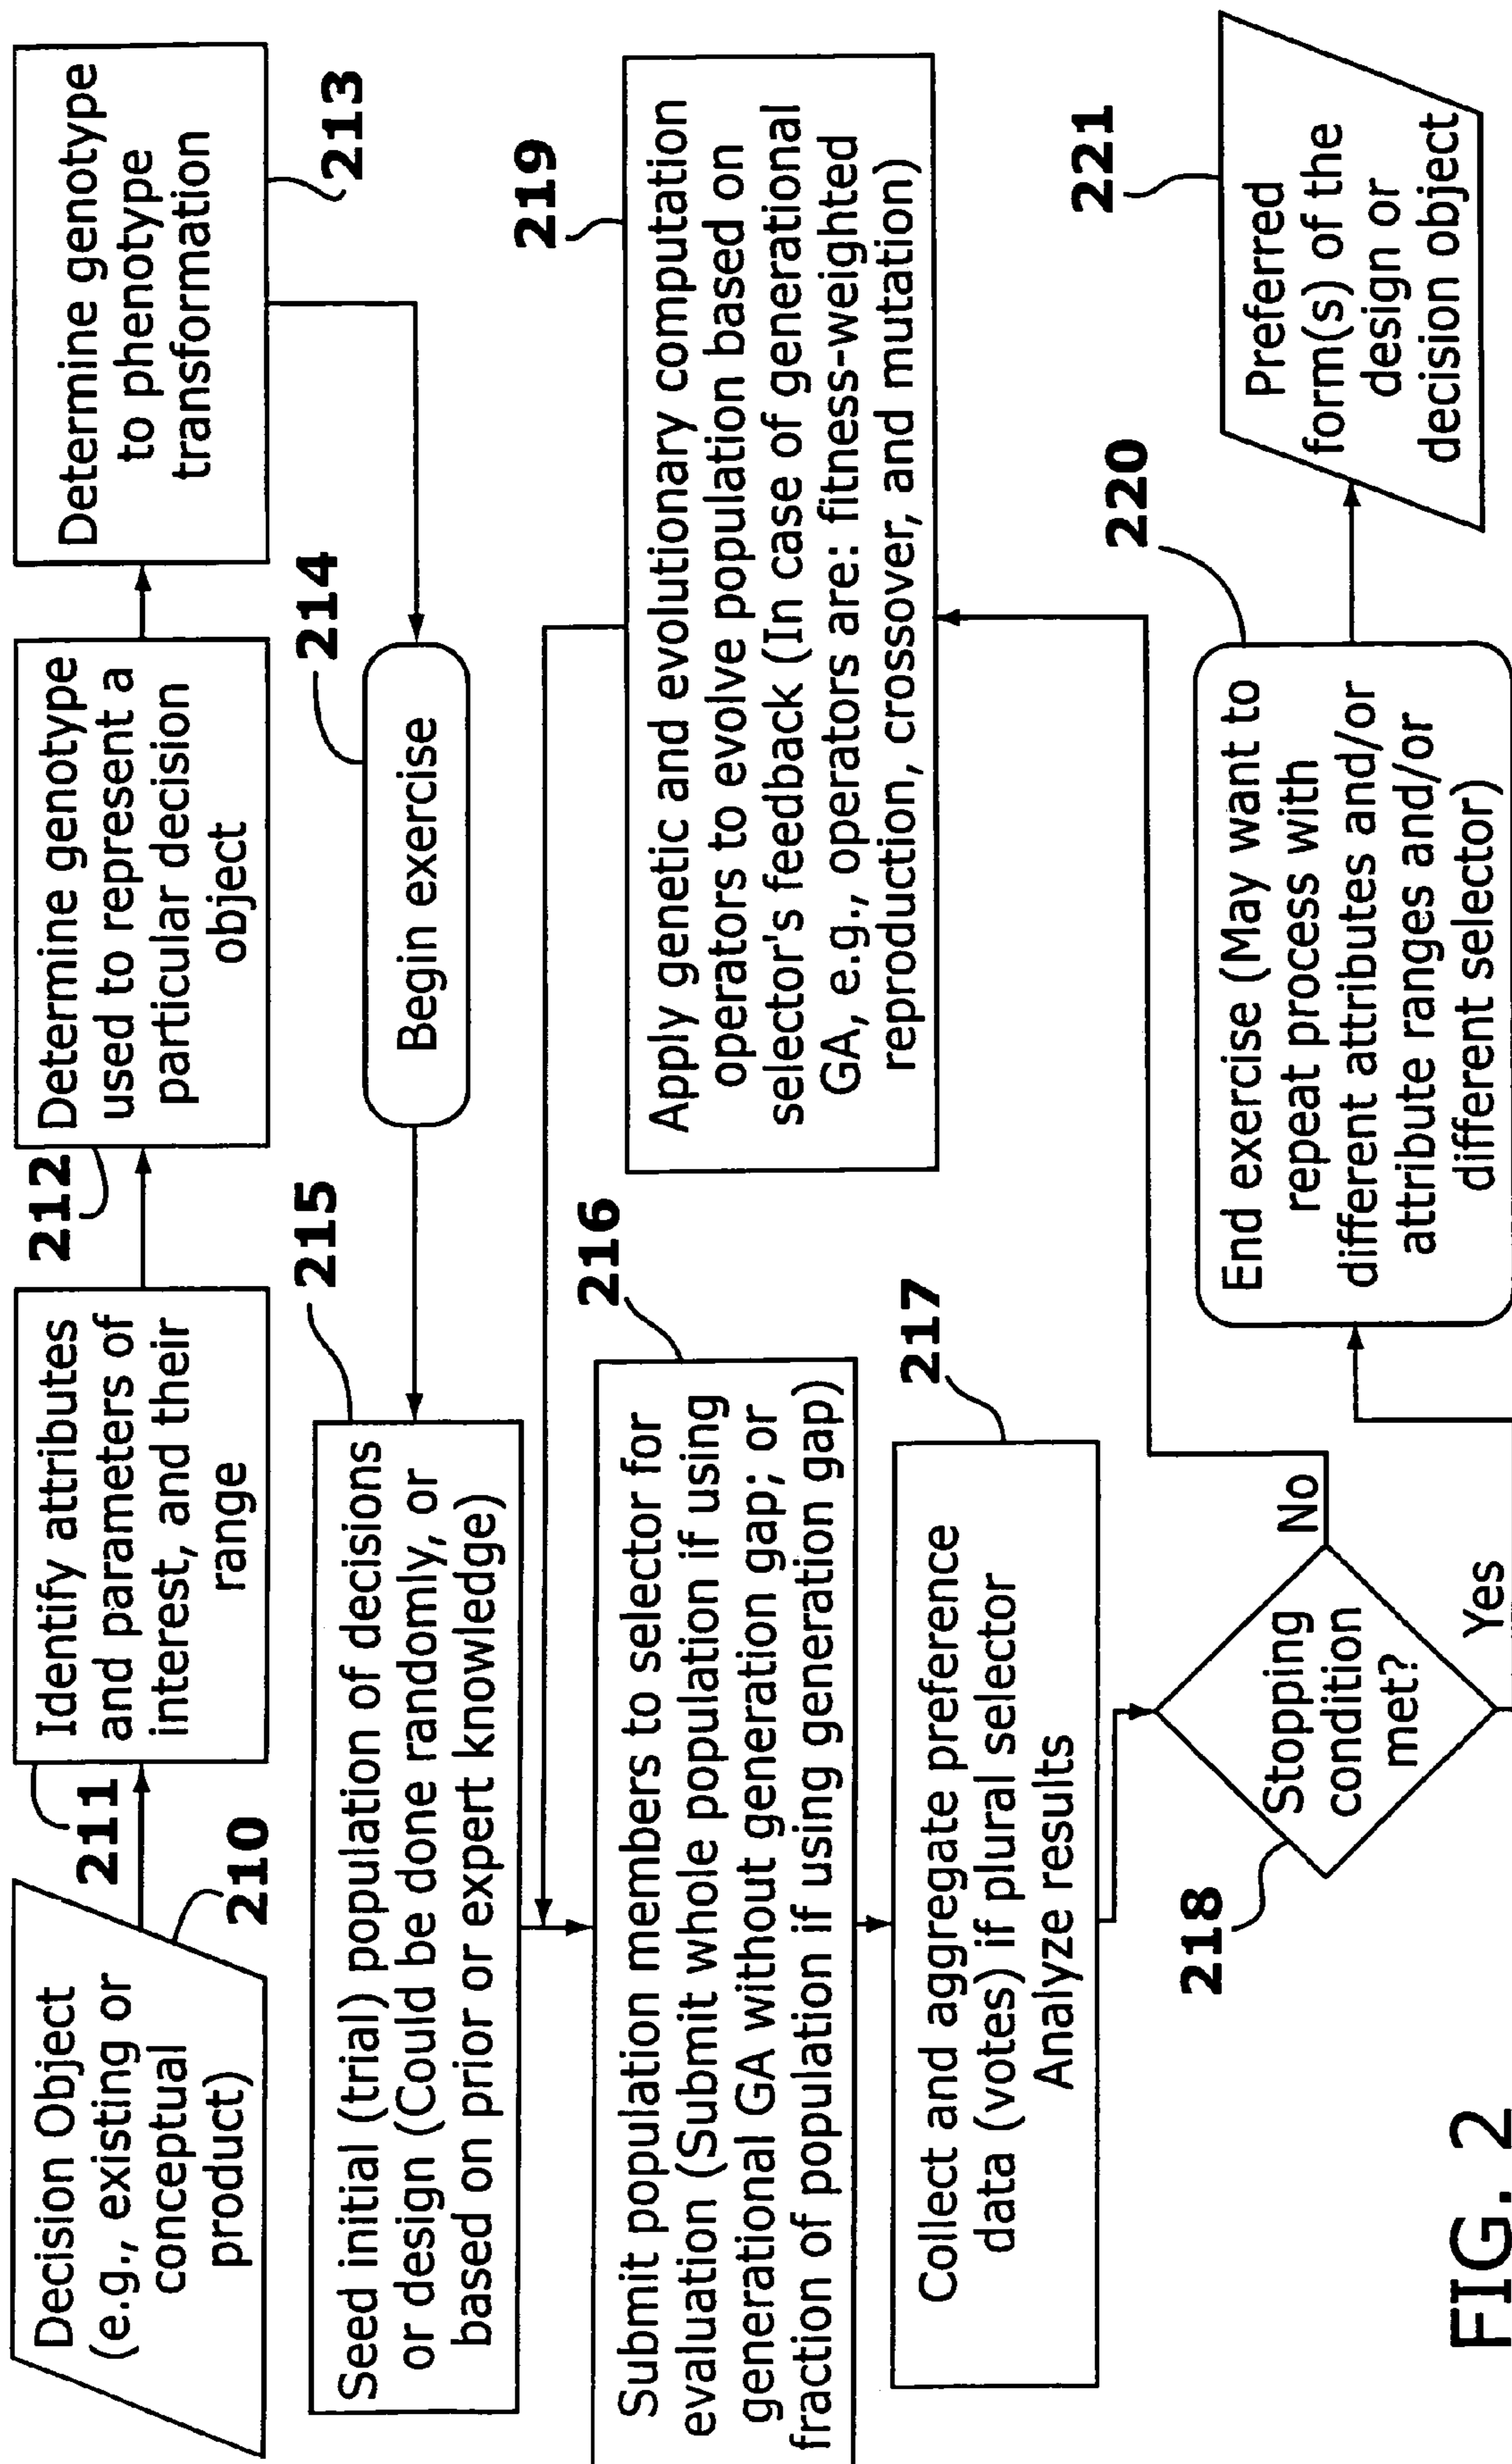 Decision Object
(e.g., existing or
conceptual
product)
210
211
Identify attributes
and parameters of
interest, and their
range
212
Determine genotype
used to represent a
particular decision
object
Determine genotype
to phenotype
transformation
213
214
Begin exercise
215
Seed initial (trial) population of decisions
or design (Could be done randomly, or
based on prior or expert knowledge)
216
Submit population members to selector for
evaluation (Submit whole population if using
generational GA without generation gap; or
fraction of population if using generation gap)
217
Collect and aggregate preference
data (votes) if plural selector
Analyze results
218
Stopping
condition
met?
No
Yes
219
Apply genetic and evolutionary computation
operators to evolve population based on
selector's feedback (In case of generational
GA, e.g., operators are: fitness-weighted
reproduction, crossover, and mutation)
220
End exercise (May want to
repeat process with
different attributes and/or
attribute ranges and/or
different selector)
221
Preferred
form(s) of the
design or
decision object
FIG. 2